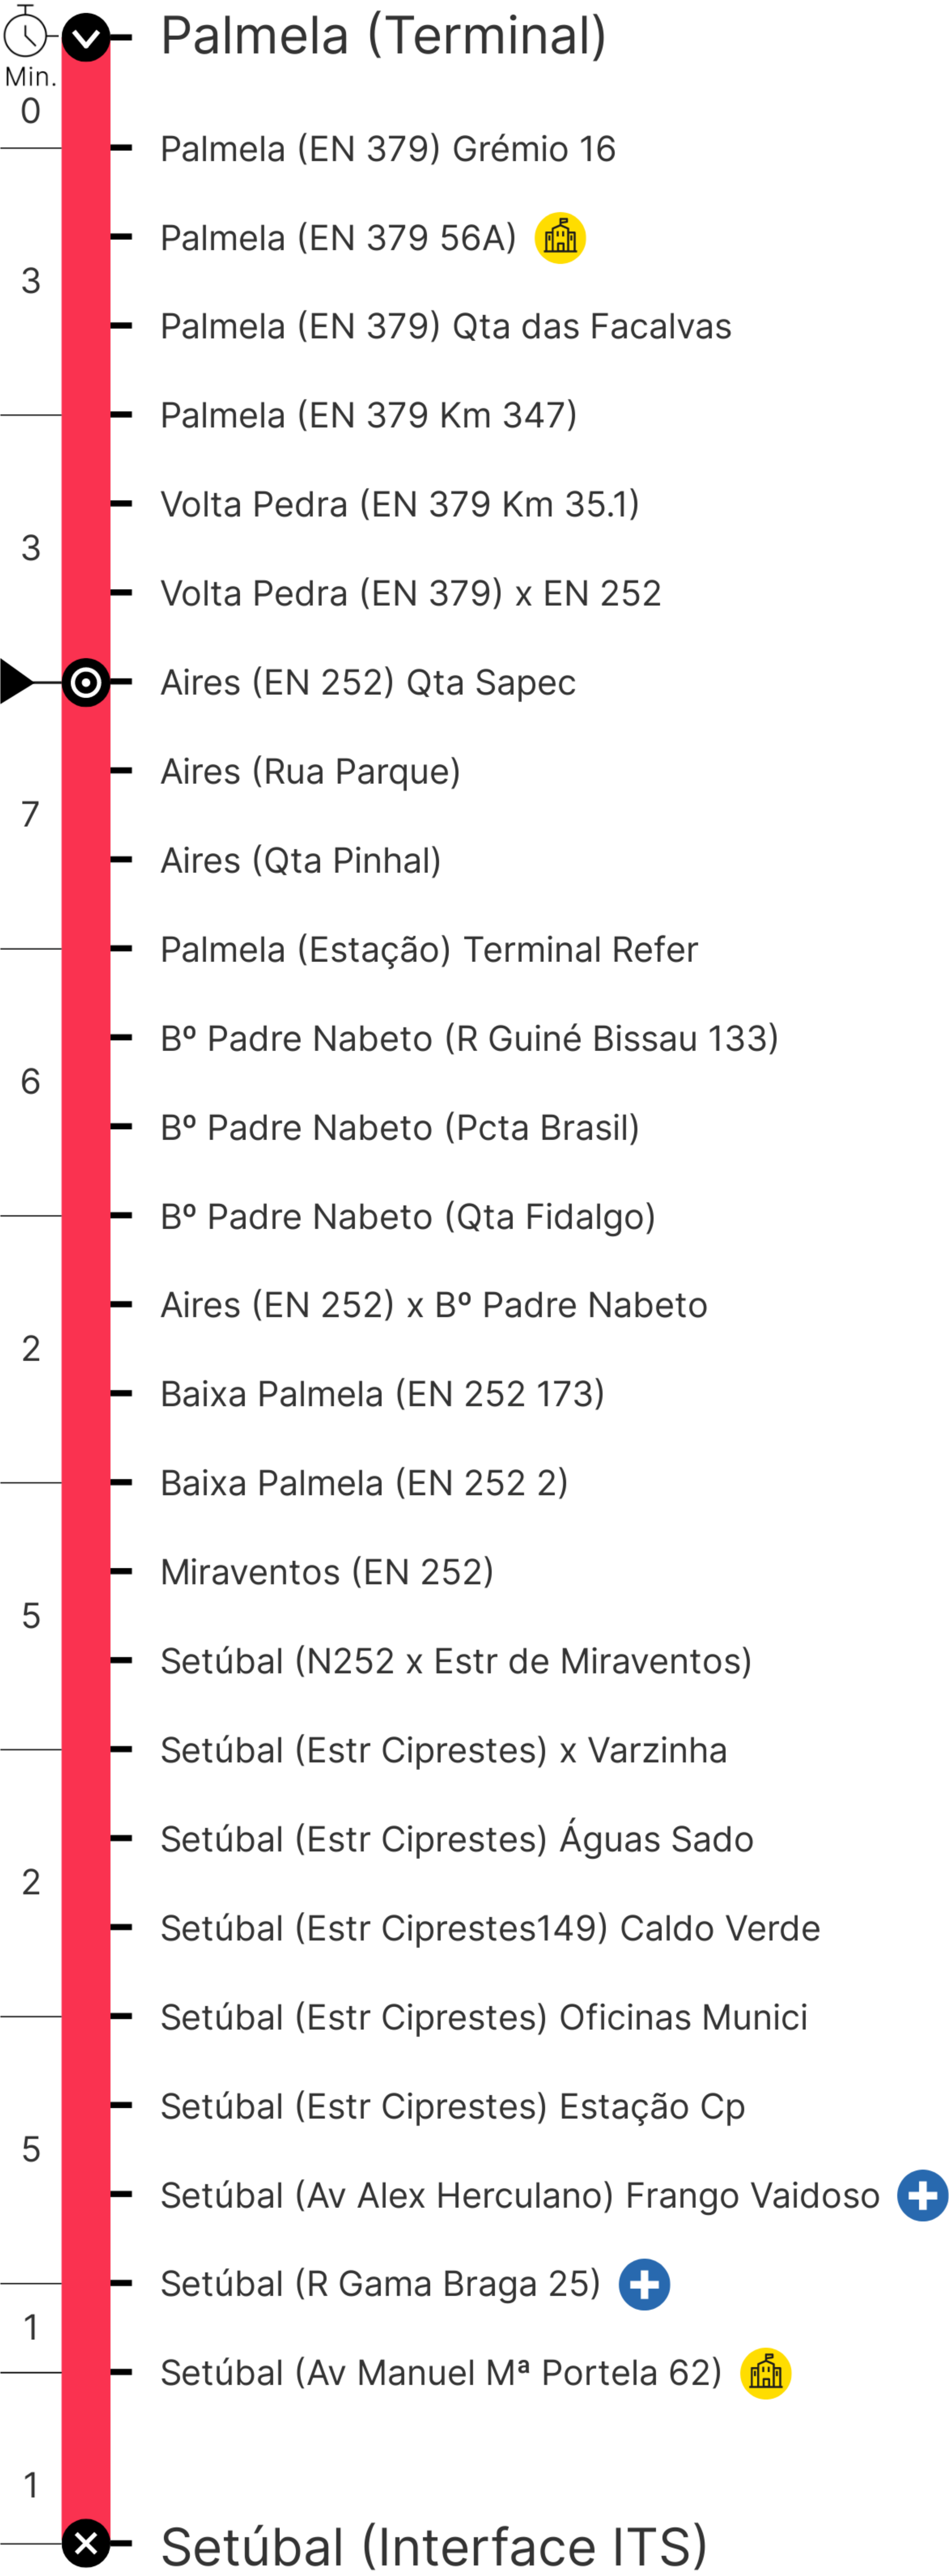 Palmela (Terminal)
Min.
0
Palmela (EN 379) Grémio 16
Palmela (EN 379 56A)
3
Palmela (EN 379) Qta das Facalvas
Palmela (EN 379 Km 347)
Volta Pedra (EN 379 Km 35.1)
3
Volta Pedra (EN 379) x EN 252
Aires (EN 252) Qta Sapec
Aires (Rua Parque)
7
Aires (Qta Pinhal)
Palmela (Estação) Terminal Refer
Bº Padre Nabeto (R Guiné Bissau 133)
6
Bº Padre Nabeto (Pcta Brasil)
Bº Padre Nabeto (Qta Fidalgo)
Aires (EN 252) x Bº Padre Nabeto
2
Baixa Palmela (EN 252 173)
Baixa Palmela (EN 252 2)
Miraventos (EN 252)
5
Setúbal (N252 x Estr de Miraventos)
Setúbal (Estr Ciprestes) x Varzinha
Setúbal (Estr Ciprestes) Águas Sado
2
Setúbal (Estr Ciprestes149) Caldo Verde
Setúbal (Estr Ciprestes) Oficinas Munici
Setúbal (Estr Ciprestes) Estação Cp
5
Setúbal (Av Alex Herculano) Frango Vaidoso
Setúbal (R Gama Braga 25)
1
Setúbal (Av Manuel Mª Portela 62)
1
Setúbal (Interface ITS)